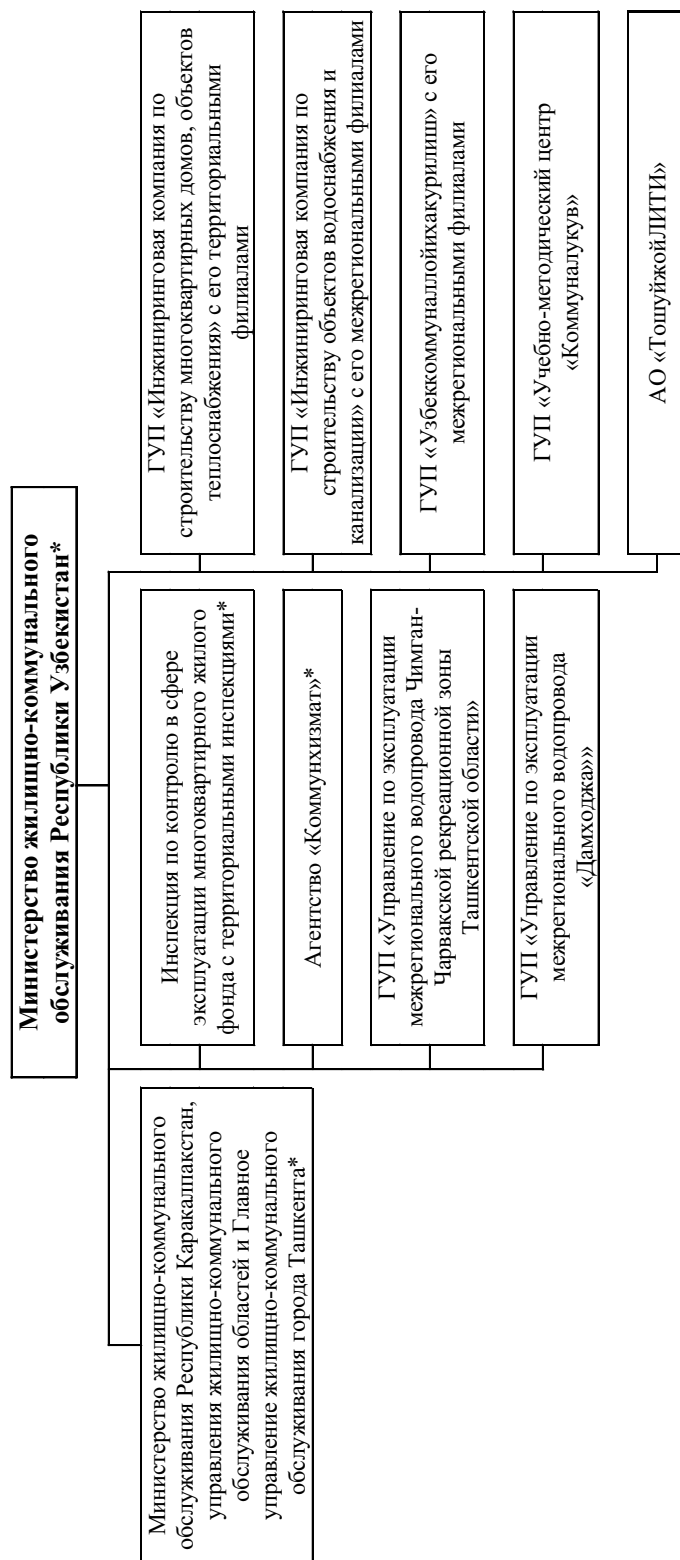 Министерство жилищно-коммунального
обслуживания Республики Узбекистан*
Министерство жилищно-коммунального
обслуживания Республики Каракалпакстан,
управления жилищно-коммунального
обслуживания областей и Главное
управление жилищно-коммунального
обслуживания города Ташкента*
Инспекция по контролю в сфере
эксплуатации многоквартирного жилого
фонда с территориальными инспекциями*
Агентство «Коммунхизмат»*
ГУП «Управление по эксплуатации
межрегионального водопровода Чимган-
Чарвакской рекреационной зоны
Ташкентской области»
ГУП «Управление по эксплуатации
межрегионального водопровода
«Дамходжа»»
ГУП «Инжиниринговая компания по
строительству многоквартирных домов, объектов
теплоснабжения» с его территориальными
филиалами
ГУП «Инжиниринговая компания по
строительству объектов водоснабжения и
канализации» с его межрегиональными филиалами
ГУП «Узбеккоммуналлойихакурилиш» с его
межрегиональными филиалами
ГУП «Учебно-методический центр
«Коммуналукув»
АО «ТошуйжойЛИТИ»